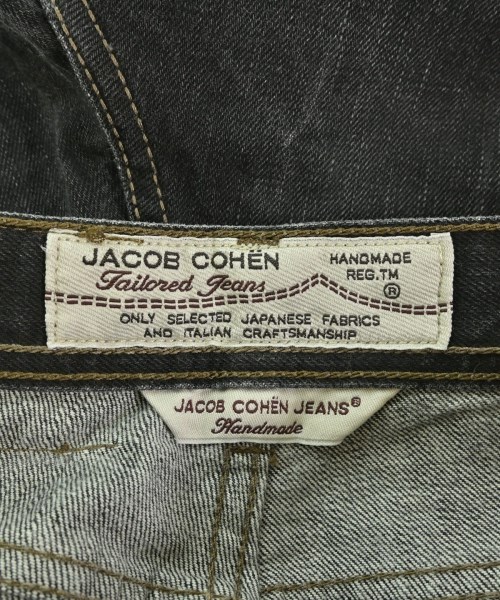 JACOB COHËN
HANDMADE
REG.TM
Tailored Jeans
®
ONLY SELECTED JAPANESE FABRICS
AND ITALIAN CRAFTSMANSHIP
JACOB COHËN JEANS®
Handmade